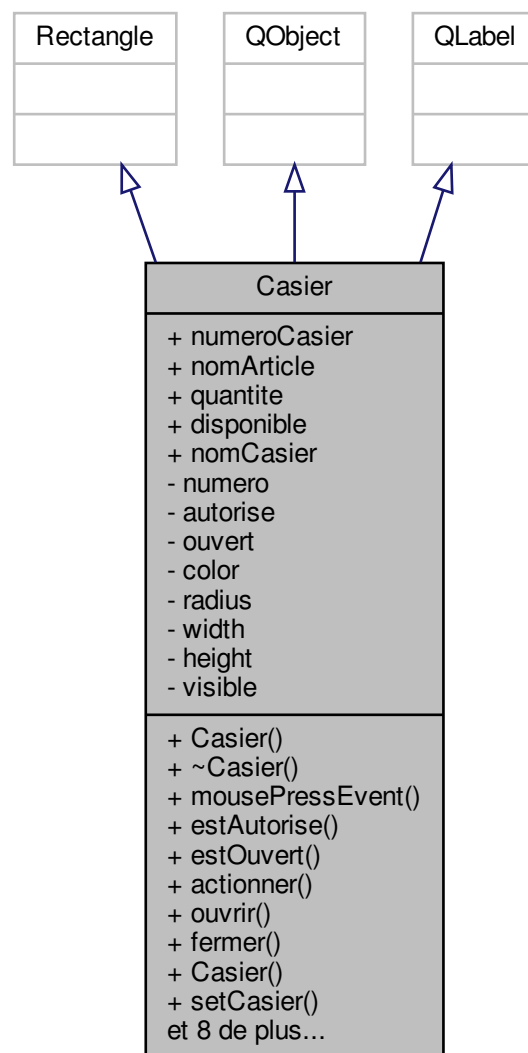 Rectangle
QObject
QLabel
Casier
+ numeroCasier
+ nomArticle
+ quantite
+ disponible
+ nomCasier
- numero
- autorise
- ouvert
- color
- radius
- width
- height
- visible
+ Casier()
+ ~Casier()
+ mousePressEvent()
+ estAutorise()
+ estOuvert()
+ actionner()
+ ouvrir()
+ fermer()
+ Casier()
+ setCasier()
et 8 de plus...